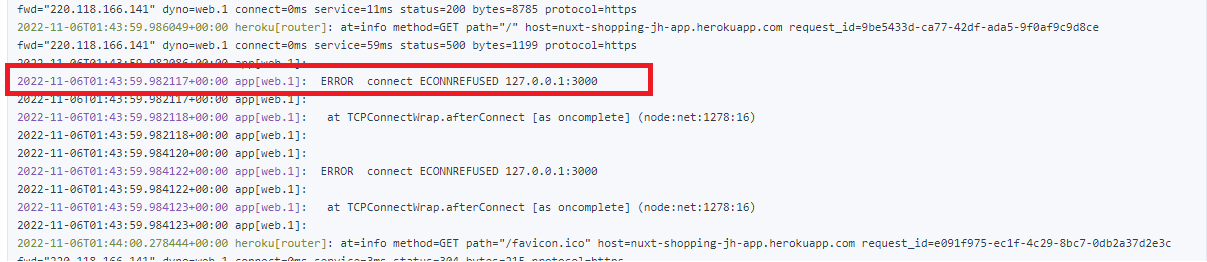 fwd="220.118.166.141" dyno=web.1 connect=0ms service=11ms status=200 bytes=8785 protocol=https
2022-11-06T01:43:59.986049+00:00 heroku[router]: at=info method=GET path="/" host=nuxt-shopping-jh-app.herokuapp.com request_id=9be5433d-ca77-42df-ada5-9f0af9c9d8ce
fwd="220.118.166.141" dyno=web.1 connect=0ms service=59ms status=500 bytes=1199 protocol=https
2022-11-06T01:43:59.982086+00:00 app[web.1]:
2022-11-06T01:43:59.982117+00:00 app[web.1]:  ERROR  connect ECONNREFUSED 127.0.0.1:3000
2022-11-06T01:43:59.982117+00:00 app[web.1]:
2022-11-06T01:43:59.982118+00:00 app[web.1]:   at TCPConnectWrap.afterConnect [as oncomplete] (node:net:1278:16)
2022-11-06T01:43:59.982118+00:00 app[web.1]:
2022-11-06T01:43:59.984120+00:00 app[web.1]:
2022-11-06T01:43:59.984122+00:00 app[web.1]:  ERROR  connect ECONNREFUSED 127.0.0.1:3000
2022-11-06T01:43:59.984122+00:00 app[web.1]:
2022-11-06T01:43:59.984123+00:00 app[web.1]:   at TCPConnectWrap.afterConnect [as oncomplete] (node:net:1278:16)
2022-11-06T01:43:59.984123+00:00 app[web.1]:
2022-11-06T01:44:00.278444+00:00 heroku[router]: at=info method=GET path="/favicon.ico" host=nuxt-shopping-jh-app.herokuapp.com request_id=e091f975-ec1f-4c29-8bc7-0db2a37d2e3c
fwd="220.118.166.141" dyno=web.1 connect=0ms service=3ms status=304 bytes=215 protocol=https